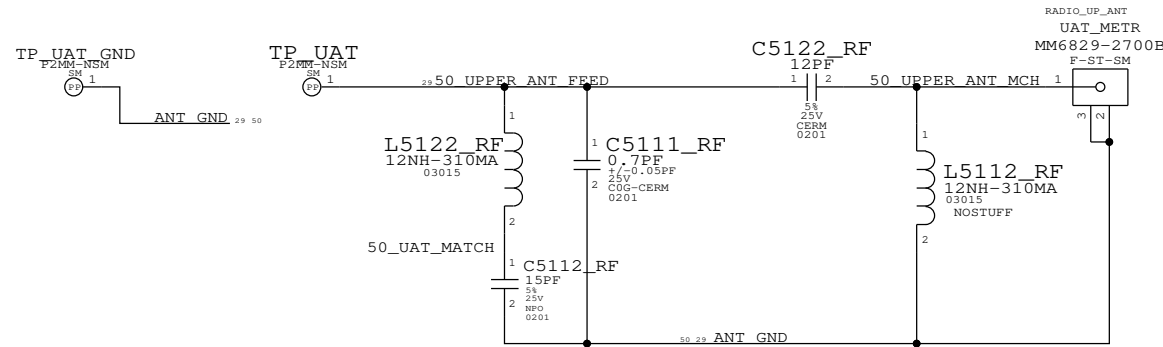 RADIO_UP_ANT
UAT_METR
MM6829-2700B
F-ST-SM
1
3
2
TP_UAT_GND
P2MM-NSM
SM
1
PP
ANT_GND 29 50
TP_UAT
P2MM-NSM
SM
1
PP
29 50_UPPER_ANT_FEED
C5122_RF
12PF
1 2
5%
25V
CERM
0201
50_UPPER_ANT_MCH
1
L5122_RF
12NH-310MA
03015
2
1
C5111_RF
0.7PF
+/-0.05PF
25V
C0G-CERM
0201
2
1
L5112_RF
12NH-310MA
03015
NOSTUFF
2
50_UAT_MATCH
1
C5112_RF
15PF
5%
25V
NPO
0201
2
50 29 ANT_GND